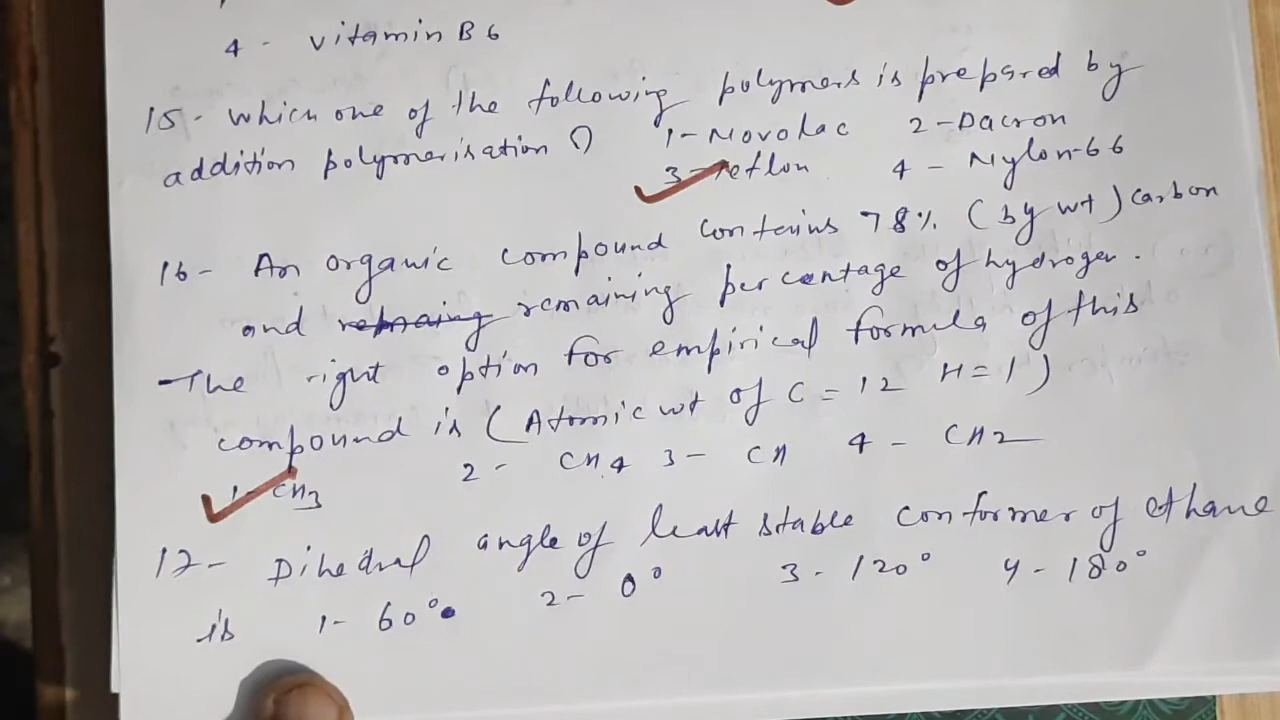 4 - vitamin B6
15 - which one of the following polymers is prepared by
addition polymerisation ?) 1 - Novolac 2 - Dacron
3 - Teflon 4 - Nylon-66
16 - An organic compound contains 78% (by wt) carbon
and remaining percentage of hydrogen.
The right option for empirical formula of this
compound is (Atomic wt of C = 12 H = 1)
1 - CH3 2 - CH4 3 - CH 4 - CH2
17 - Dihedral angle of least stable conformer of ethane
is 1 - 60° 2 - 0° 3 - 120° 4 - 180°